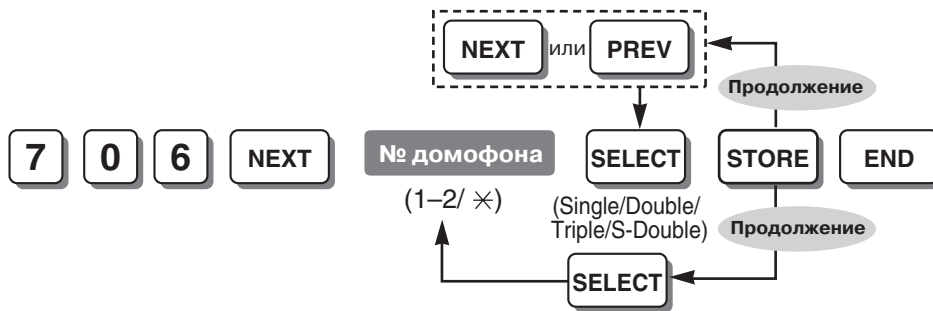 NEXT или PREV
Продолжение
7 0 6 NEXT № домофона SELECT STORE END
(1–2/ ✳)
(Single/Double/
Triple/S-Double)
Продолжение
SELECT